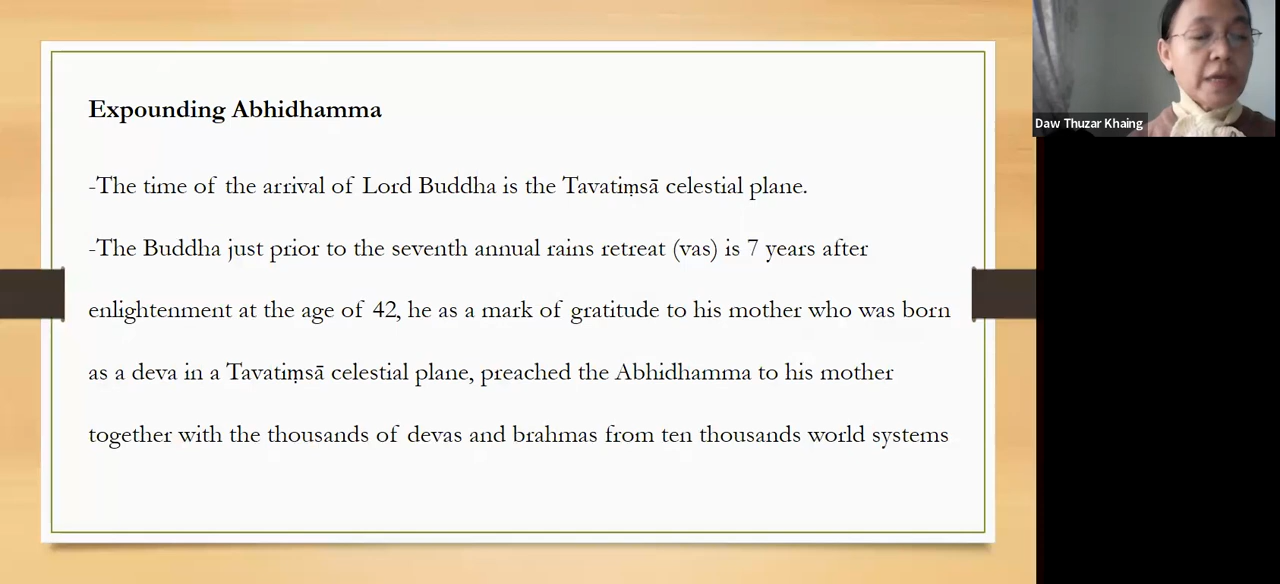 Expounding Abhidhamma
-The time of the arrival of Lord Buddha is the Tavatiṃsā celestial plane.
-The Buddha just prior to the seventh annual rains retreat (vas) is 7 years after
enlightenment at the age of 42, he as a mark of gratitude to his mother who was born
as a deva in a Tavatiṃsā celestial plane, preached the Abhidhamma to his mother
together with the thousands of devas and brahmas from ten thousands world systems
Daw Thuzar Khaing